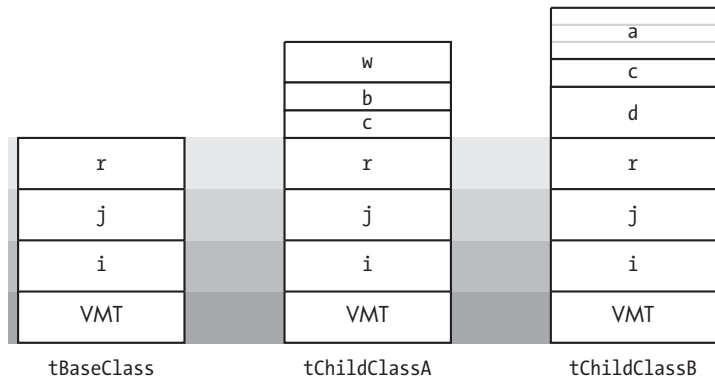 a
w
c
b
d
c
r
r
r
j
j
j
i
i
i
VMT
VMT
VMT
tBaseClass
tChildClassA
tChildClassB